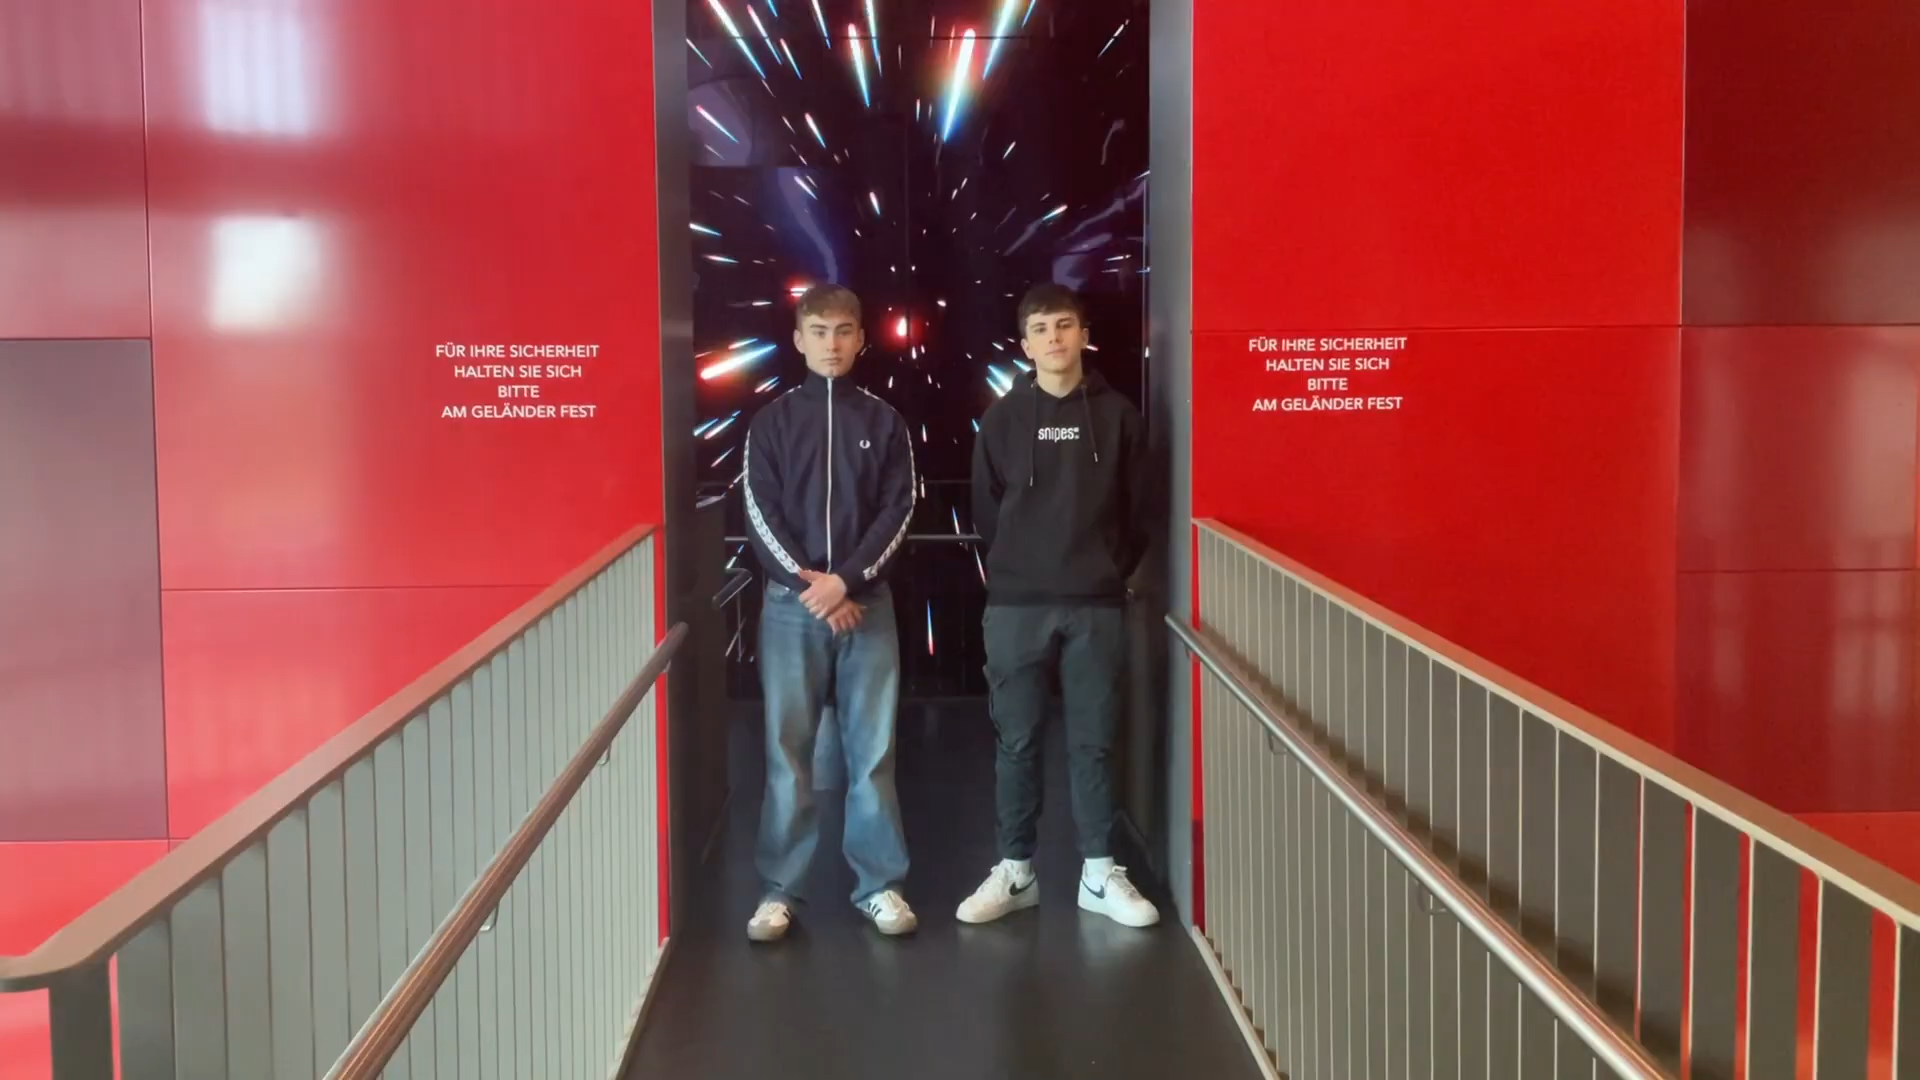 FÜR IHRE SICHERHEIT
HALTEN SIE SICH
BITTE
AM GELÄNDER FEST
snipes
FÜR IHRE SICHERHEIT
HALTEN SIE SICH
BITTE
AM GELÄNDER FEST